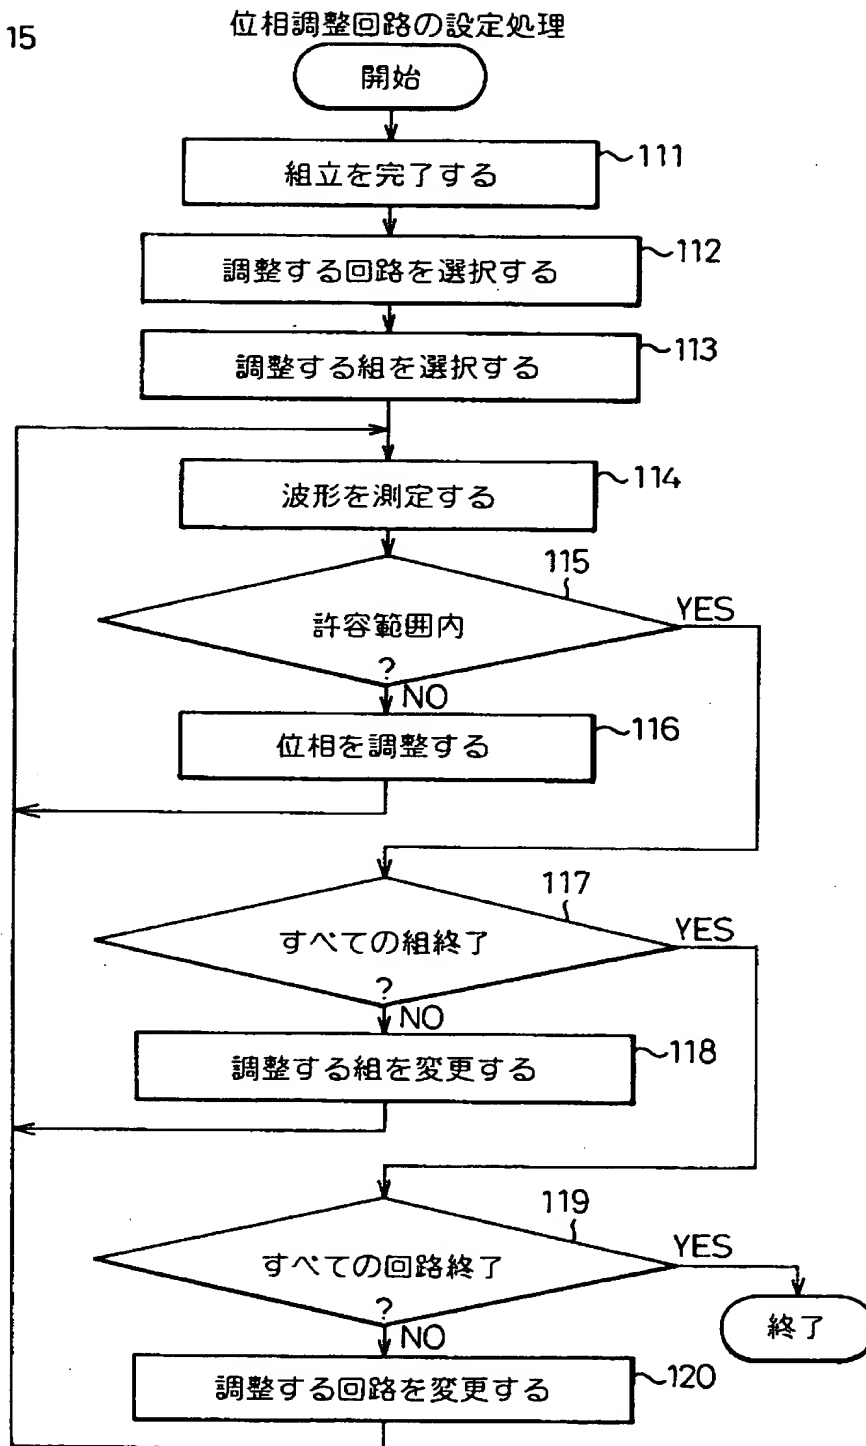 15
位相調整回路の設定処理
開始
組立を完了する
111
調整する回路を選択する
112
調整する組を選択する
113
波形を測定する
114
115
許容範囲内
?
YES
NO
位相を調整する
116
117
すべての組終了
?
YES
NO
調整する組を変更する
118
119
すべての回路終了
?
YES
NO
終了
調整する回路を変更する
120